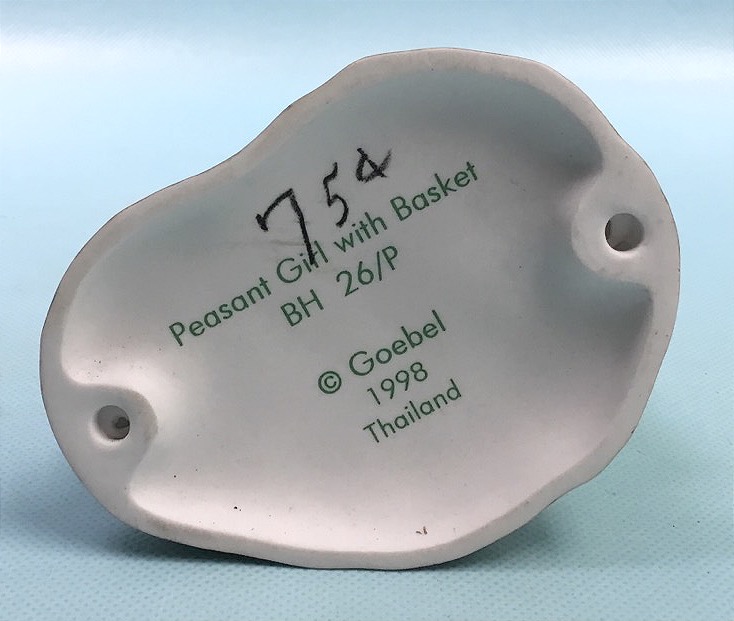 75¢
Peasant Girl with Basket
BH 26/P
© Goebel
1998
Thailand